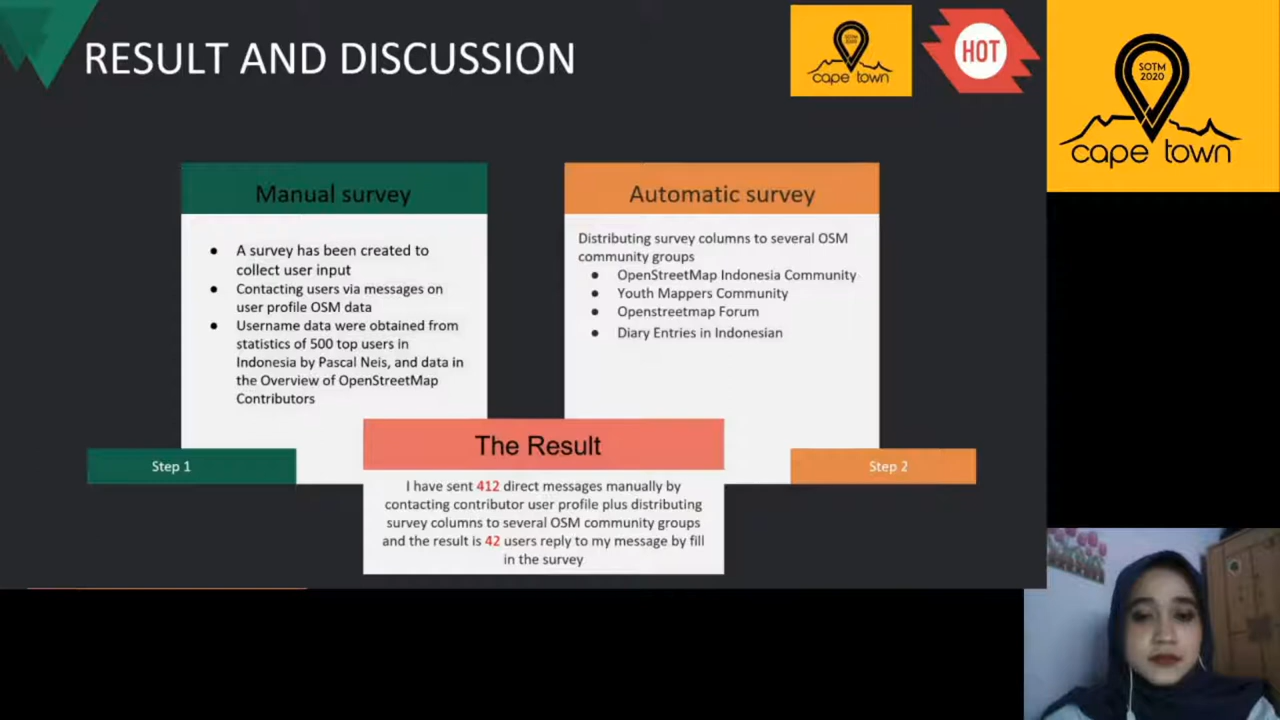 RESULT AND DISCUSSION
SOTM
2020
cape town
HOT
SOTM
2020
cape town
Manual survey
● A survey has been created to
collect user input
● Contacting users via messages on
user profile OSM data
● Username data were obtained from
statistics of 500 top users in
Indonesia by Pascal Neis, and data in
the Overview of OpenStreetMap
Contributors
Step 1
Automatic survey
Distributing survey columns to several OSM
community groups
● OpenStreetMap Indonesia Community
● Youth Mappers Community
● Openstreetmap Forum
● Diary Entries in Indonesian
Step 2
The Result
I have sent 412 direct messages manually by
contacting contributor user profile plus distributing
survey columns to several OSM community groups
and the result is 42 users reply to my message by fill
in the survey